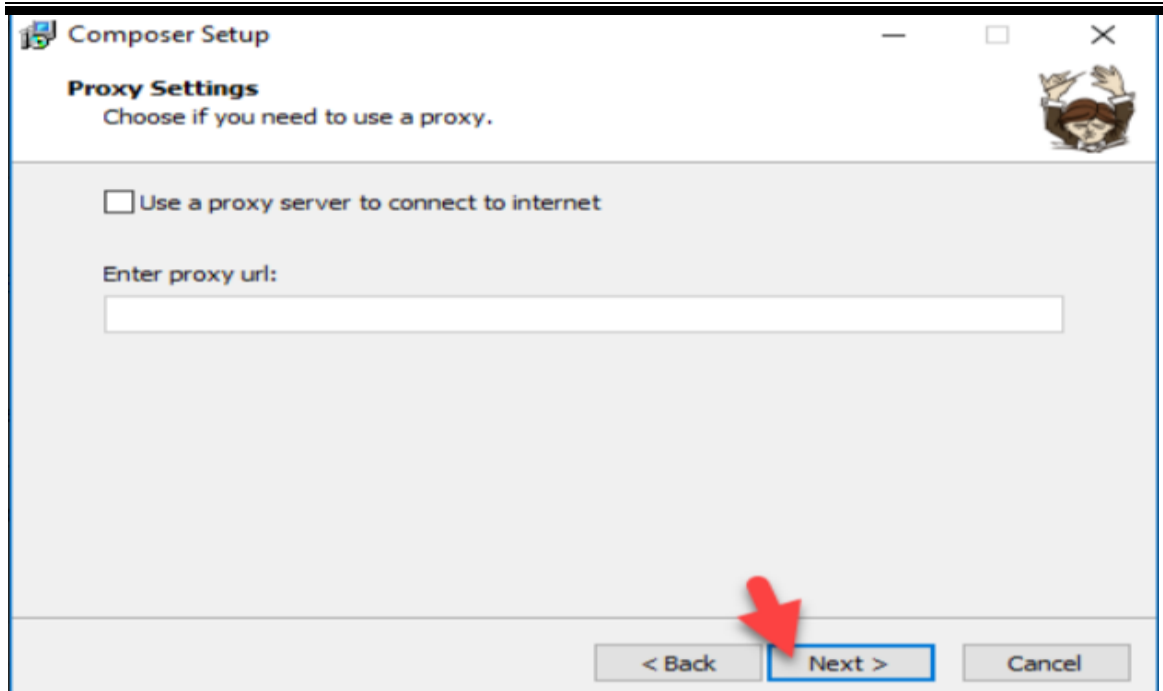 Composer Setup
Proxy Settings
Choose if you need to use a proxy.
Use a proxy server to connect to internet
Enter proxy url:
< Back Next > Cancel